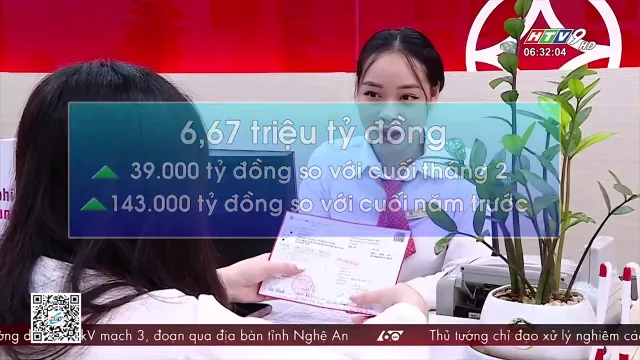 HTV9 HD
06:32:04
6,67 triệu tỷ đồng
39.000 tỷ đồng so với cuối tháng 2
143.000 tỷ đồng so với cuối năm trước
kV mạch 3, đoạn qua địa bàn tỉnh Nghệ An
60
Thủ tướng chỉ đạo xử lý nghiêm